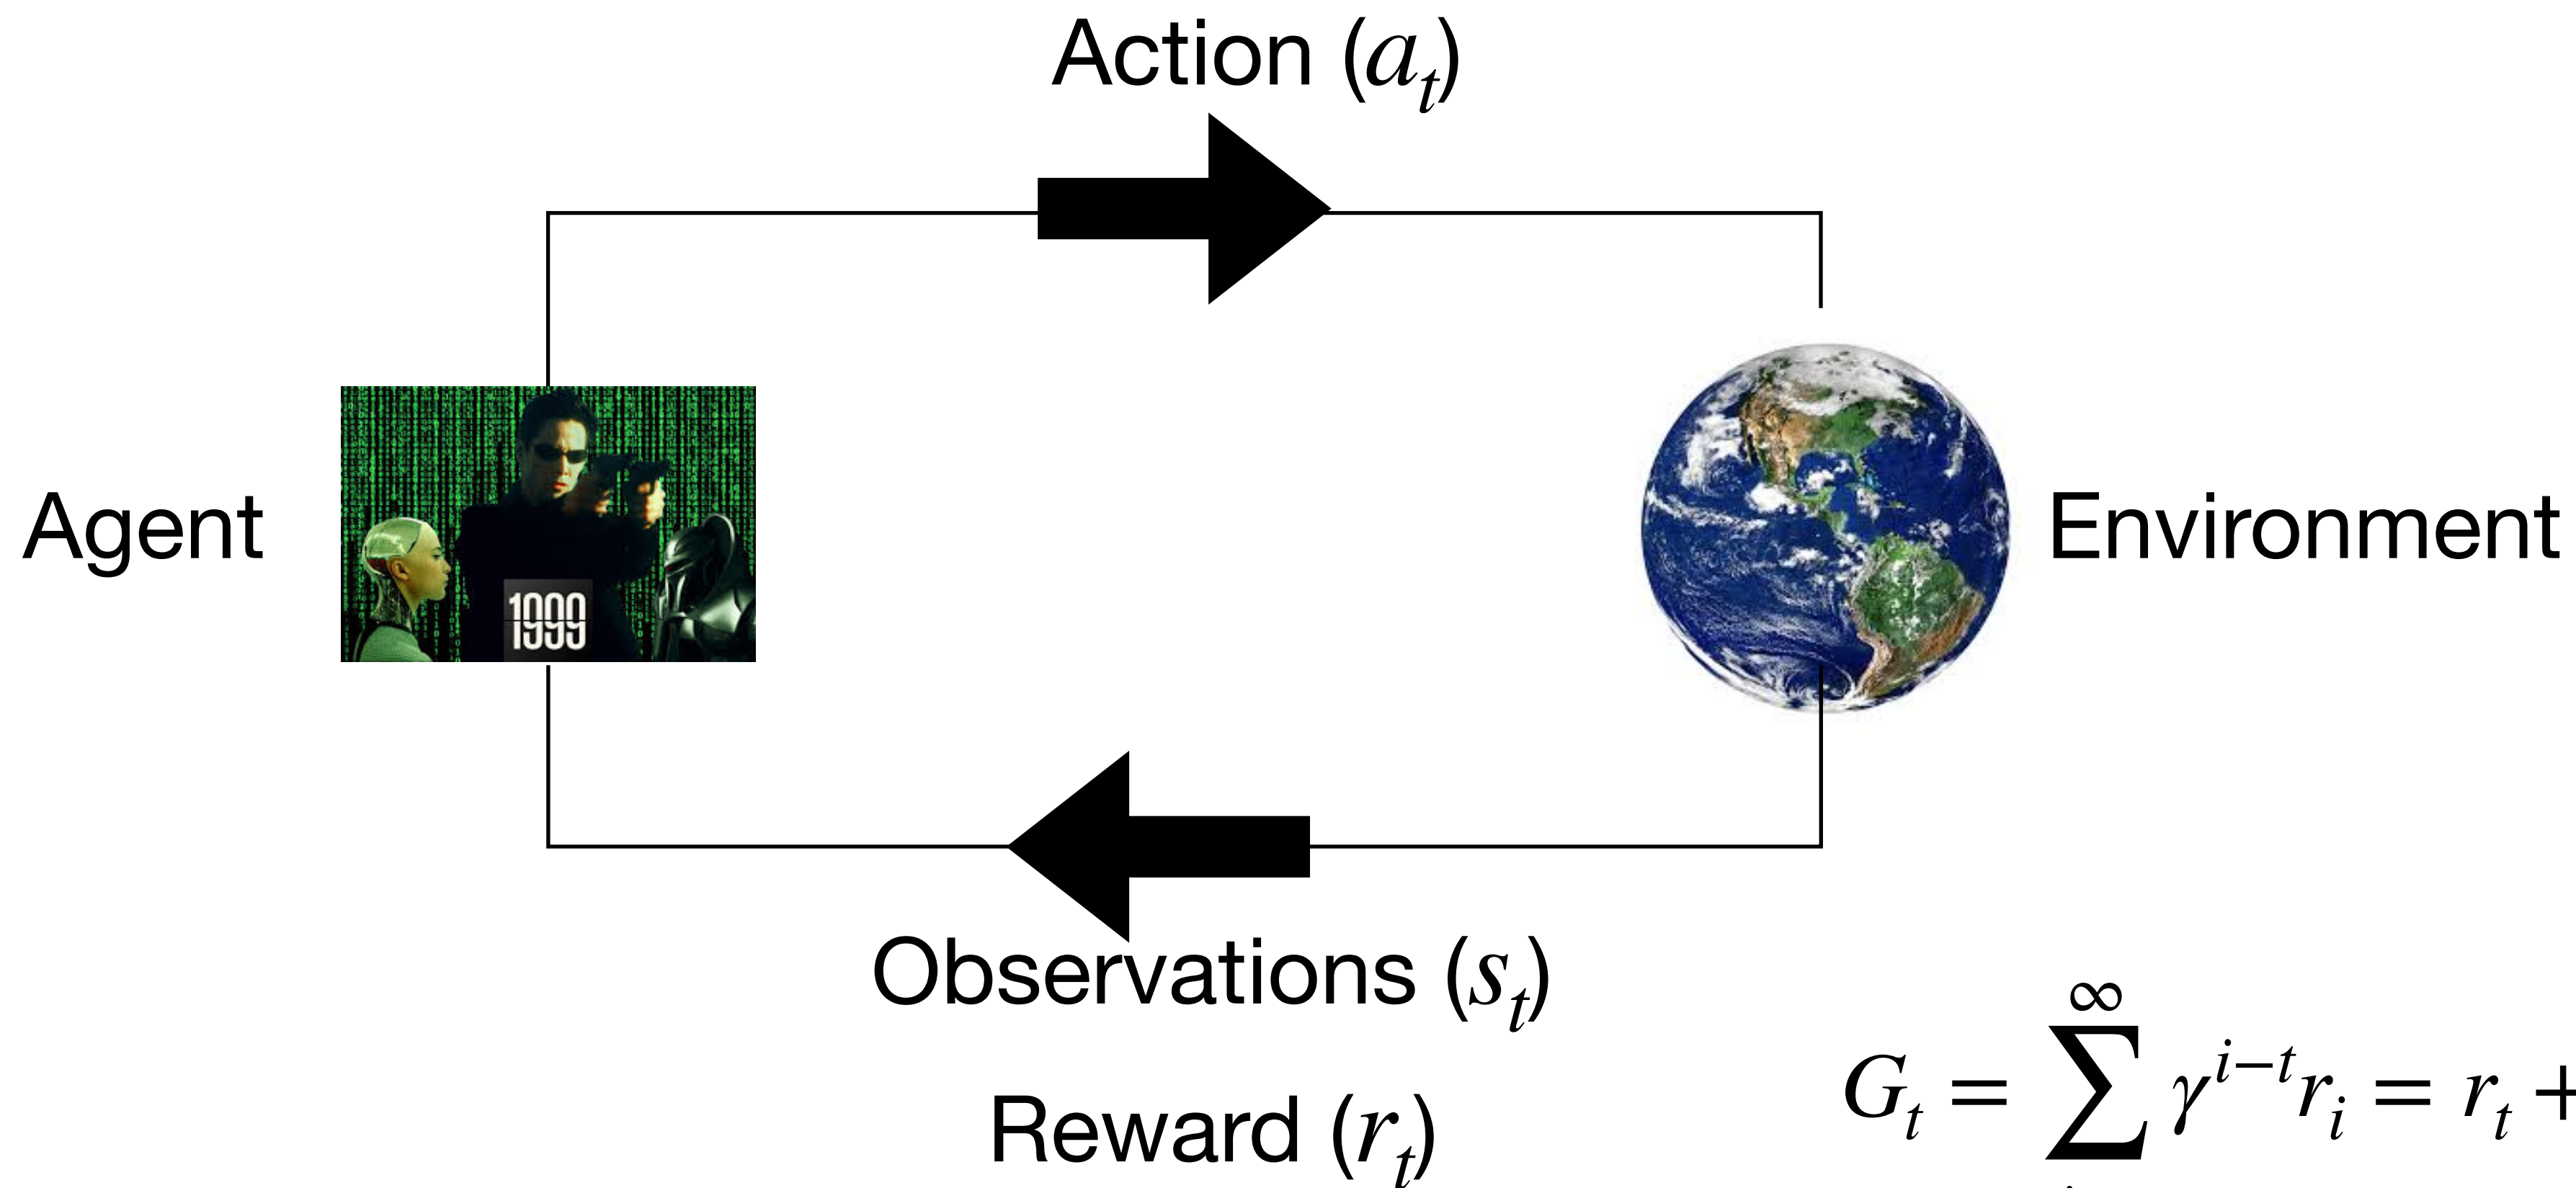 Action (a_t)
Agent
1999
Environment
Observations (s_t)
Reward (r_t)
G_t = ∑^∞ γ^{i−t} r_i = r_t +